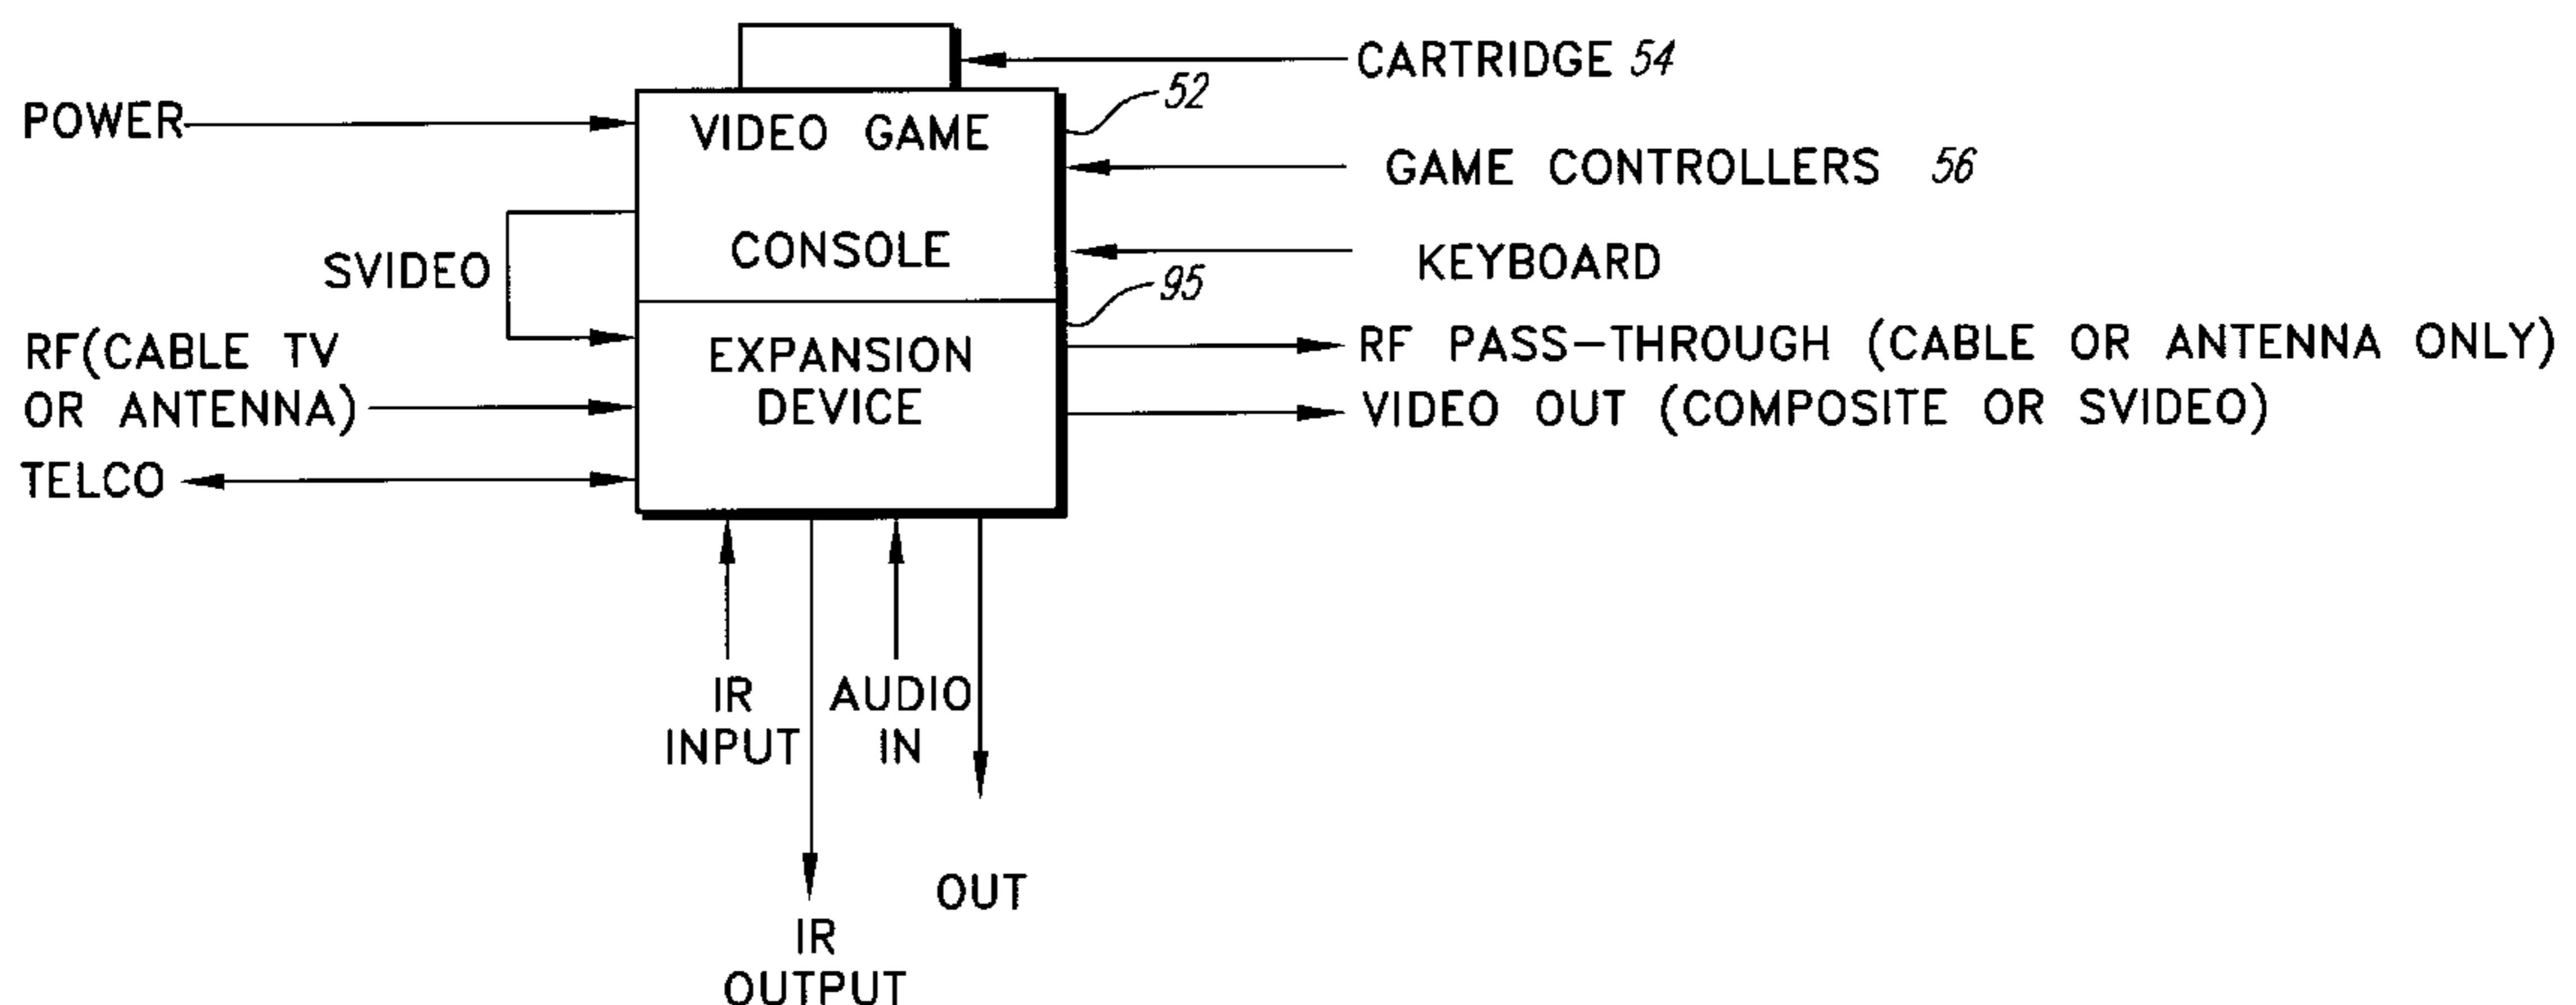 CARTRIDGE 54
POWER
52
VIDEO GAME
GAME CONTROLLERS 56
CONSOLE
KEYBOARD
SVIDEO
95
RF(CABLE TV
OR ANTENNA)
EXPANSION
DEVICE
RF PASS-THROUGH (CABLE OR ANTENNA ONLY)
VIDEO OUT (COMPOSITE OR SVIDEO)
TELCO
IR
INPUT
AUDIO
IN
OUT
IR
OUTPUT